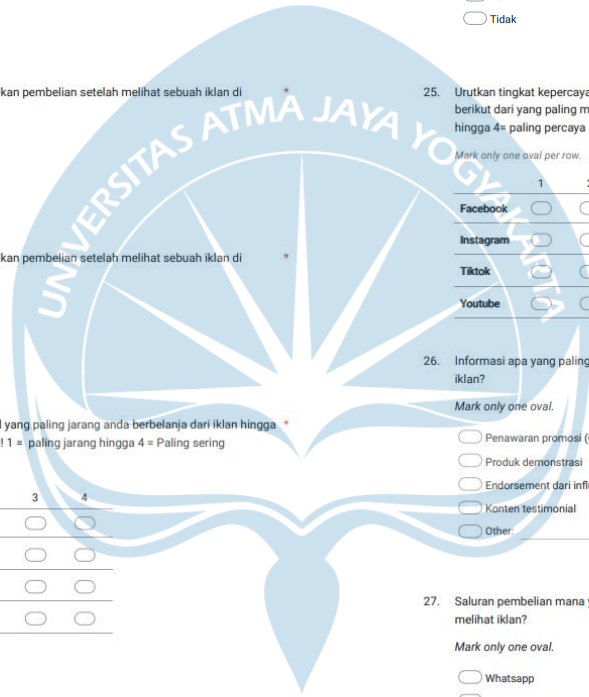 Tidak
kan pembelian setelah melihat sebuah iklan di *
kan pembelian setelah melihat sebuah iklan di *
yang paling jarang anda berbelanja dari iklan hingga *
! 1 = paling jarang hingga 4 = Paling sering
3 4
25. Urutkan tingkat kepercaya
berikut dari yang paling m
hingga 4= paling percaya
Mark only one oval per row.
1
Facebook
Instagram
Tiktok
Youtube
26. Informasi apa yang paling
iklan?
Mark only one oval.
Penawaran promosi (
Produk demonstrasi
Endorsement dari infl
Konten testimonial
Other:
27. Saluran pembelian mana
melihat iklan?
Mark only one oval.
Whatsapp
UNIVERSITAS ATMA JAYA YOGYAKARTA